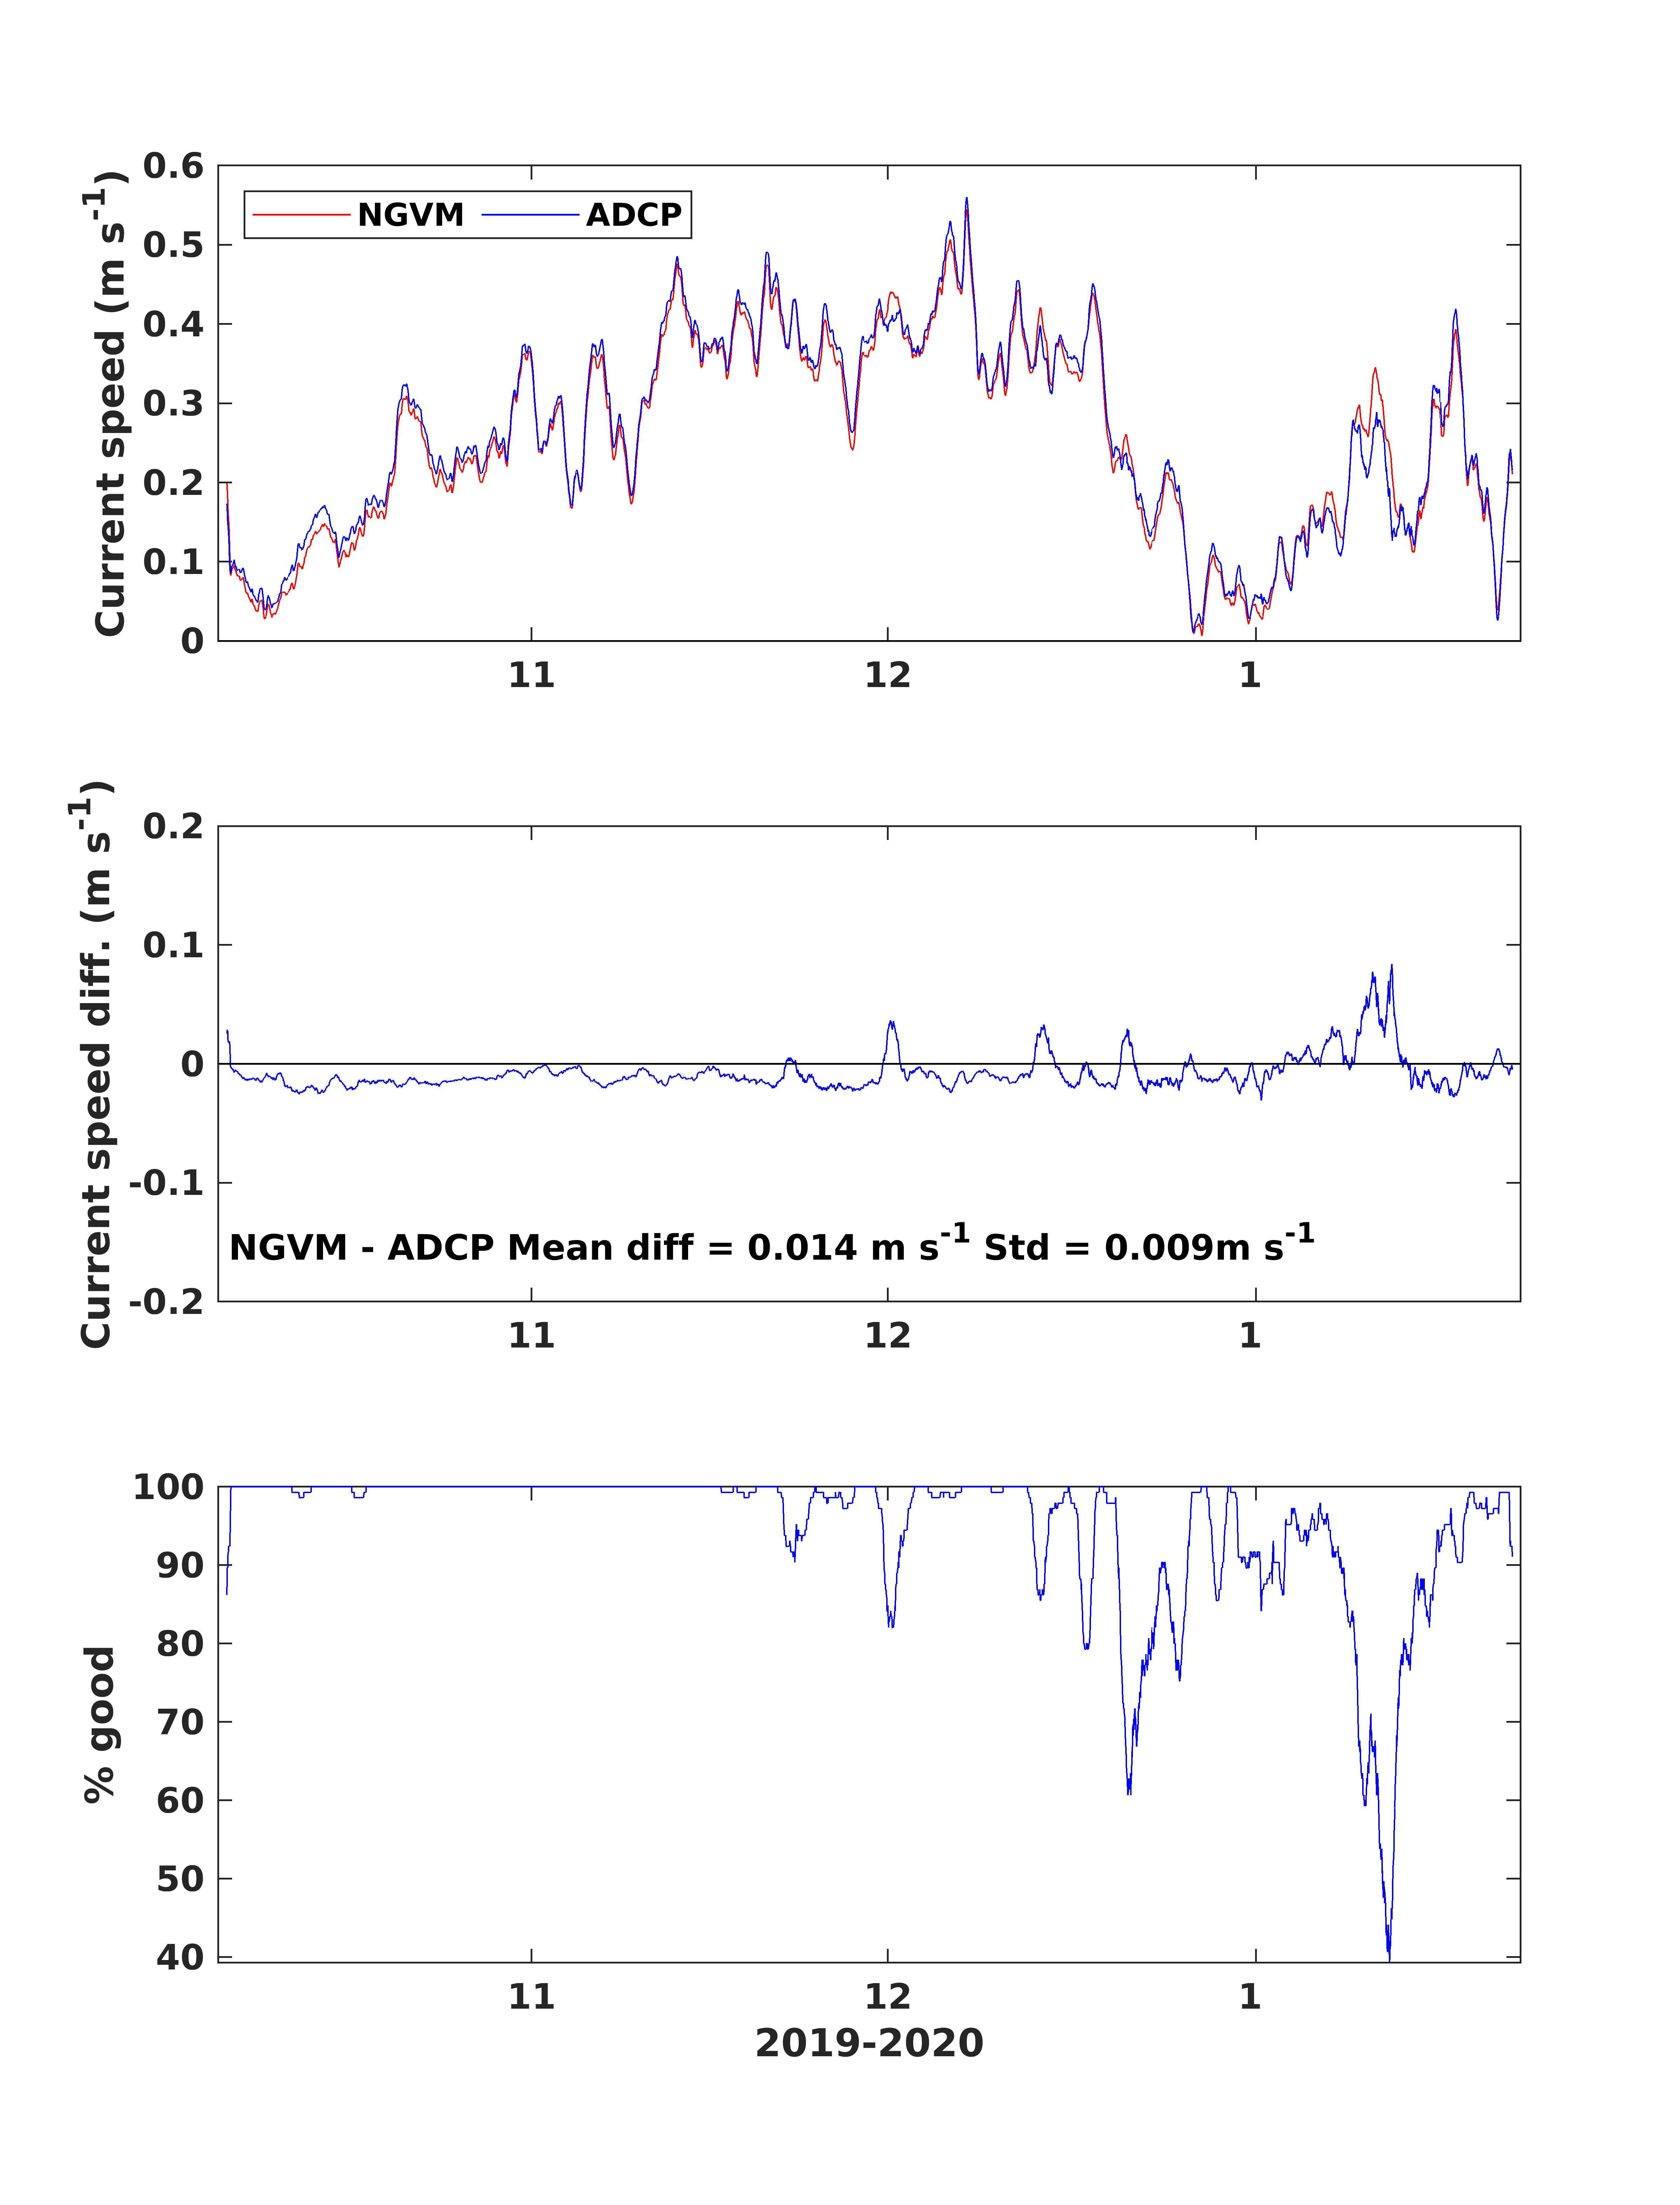 Current speed (m s-1)
0.6
0.5
0.4
0.3
0.2
0.1
0
NGVM ADCP
11 12 1
Current speed diff. (m s-1)
0.2
0.1
0
-0.1
-0.2
NGVM - ADCP Mean diff = 0.014 m s-1 Std = 0.009m s-1
11 12 1
% good
100
90
80
70
60
50
40
11 12 1
2019-2020